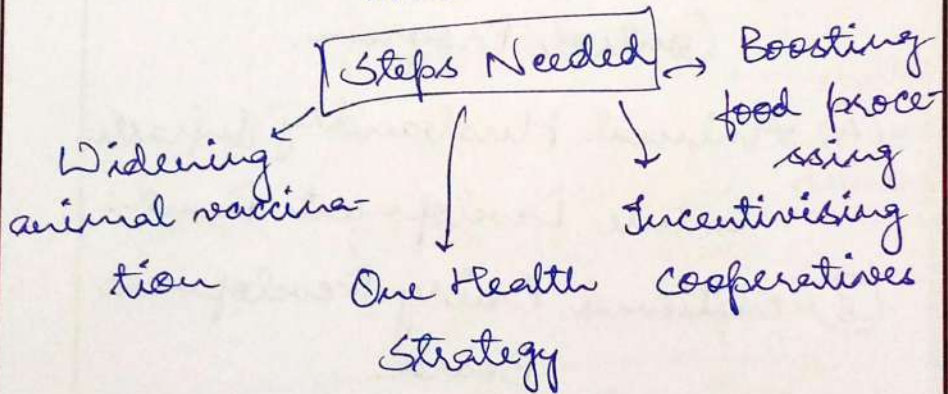 Steps Needed
Boosting
food proce-
ssing
Widening
animal vaccina-
tion
One Health
Strategy
Incentivising
cooperatives